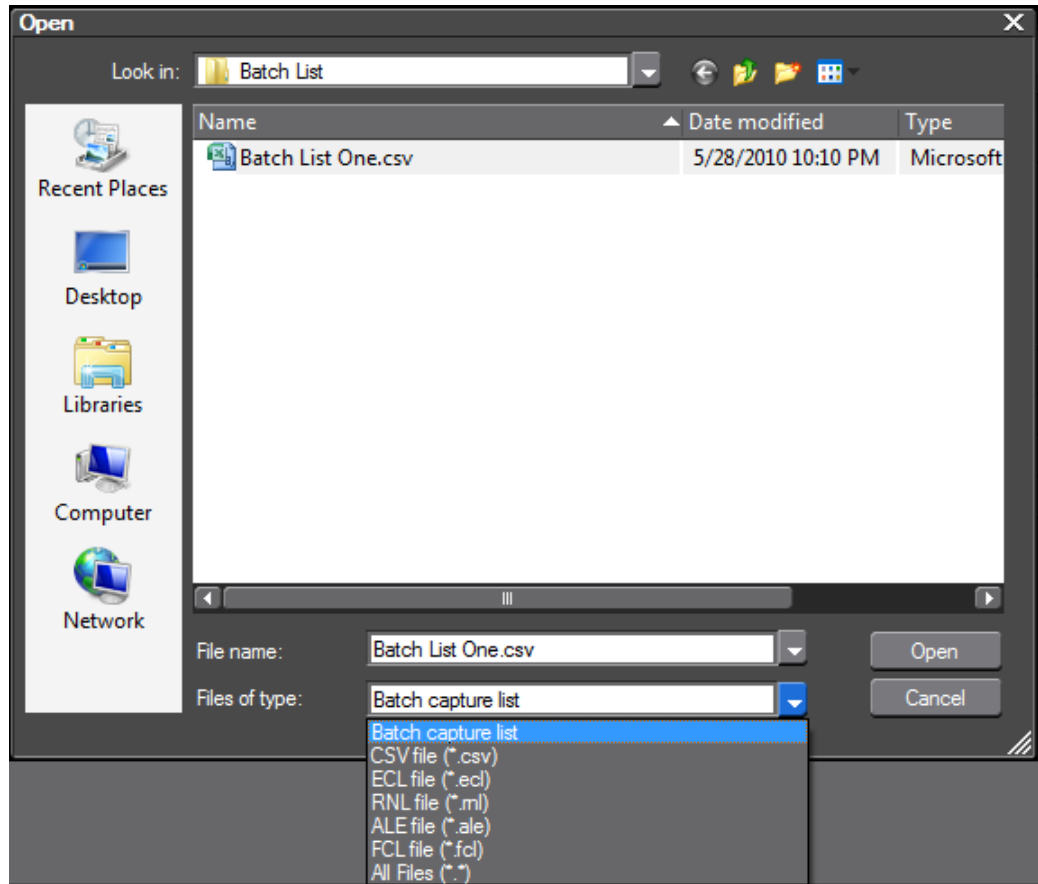 Open
Look in: Batch List
Name Date modified Type
Batch List One.csv 5/28/2010 10:10 PM Microsoft
Recent Places
Desktop
Libraries
Computer
Network
File name: Batch List One.csv Open
Files of type: Batch capture list Cancel
Batch capture list
CSV file (*.csv)
ECL file (*.ecl)
RNL file (*.rnl)
ALE file (*.ale)
FCL file (*.fcl)
All Files (*.*)